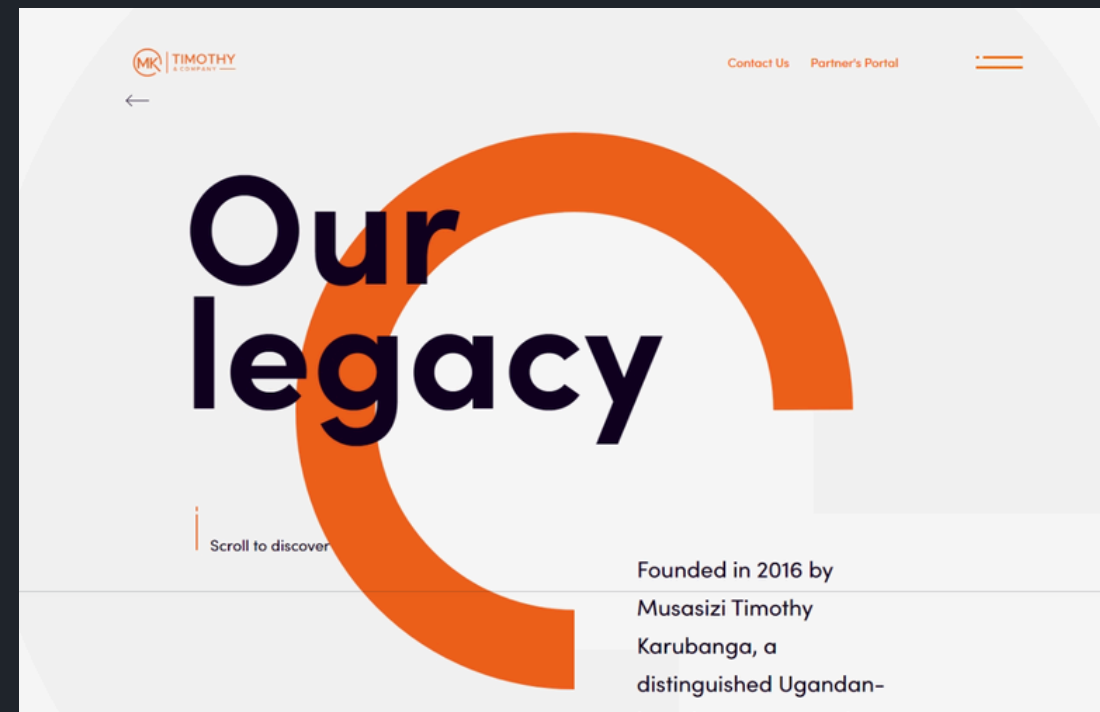 MK TIMOTHY
& COMPANY
Contact Us Partner's Portal
Our
legacy
Scroll to discover
Founded in 2016 by
Musasizi Timothy
Karubanga, a
distinguished Ugandan-